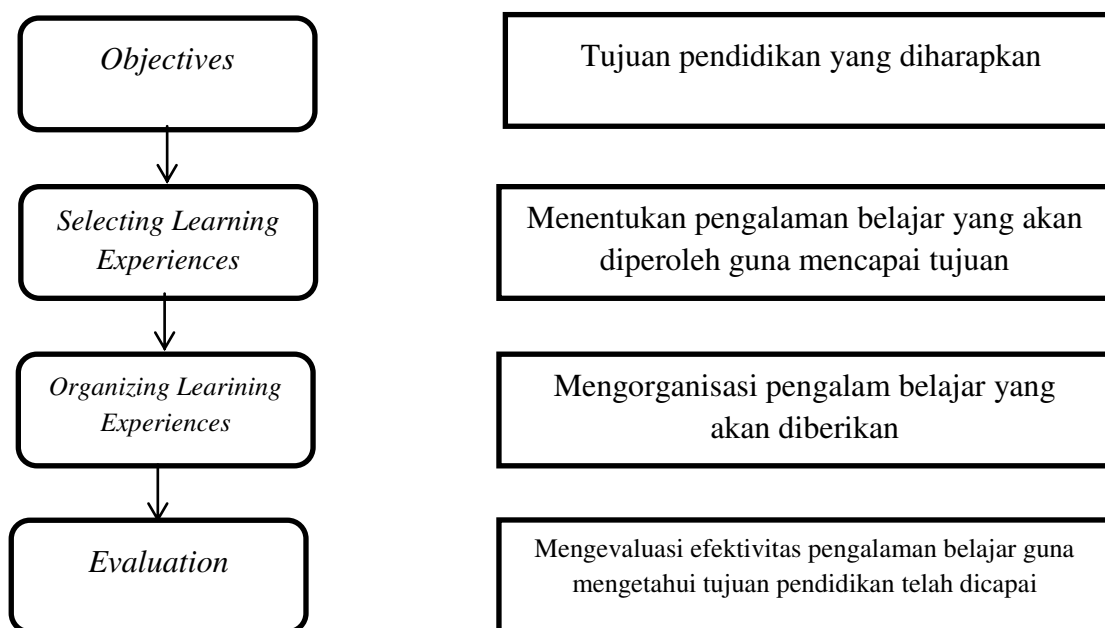 Objectives
Tujuan pendidikan yang diharapkan
Selecting Learning
Experiences
Menentukan pengalaman belajar yang akan
diperoleh guna mencapai tujuan
Organizing Learining
Experiences
Mengorganisasi pengalam belajar yang
akan diberikan
Evaluation
Mengevaluasi efektivitas pengalaman belajar guna
mengetahui tujuan pendidikan telah dicapai